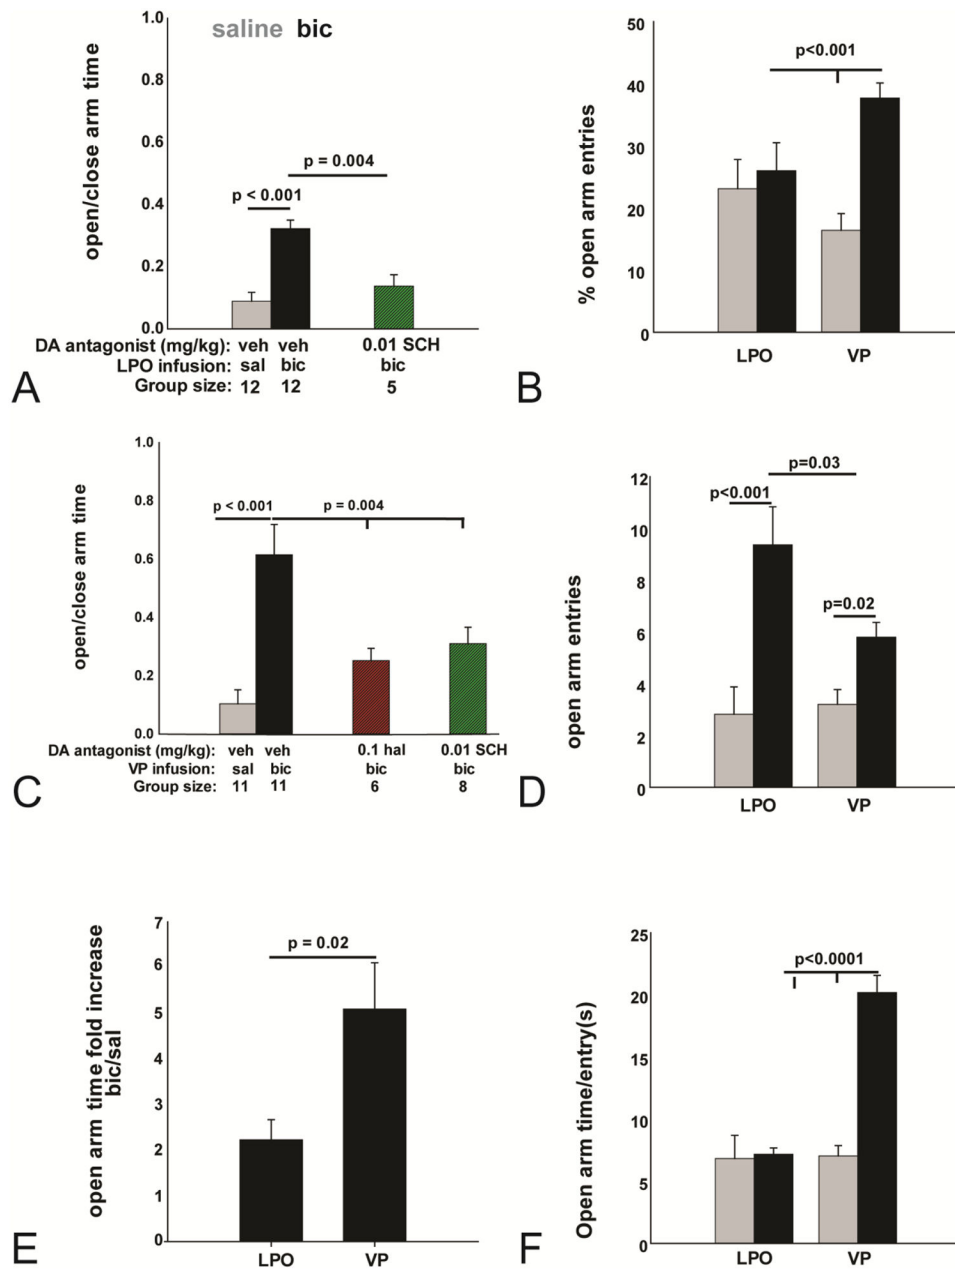 saline bic
open/close arm time
1.0
0.8
0.6
0.4
0.2
0.0
p < 0.001
p = 0.004
DA antagonist (mg/kg): veh veh 0.01 SCH
LPO infusion: sal bic bic
Group size: 12 12 5
A
% open arm entries
50
40
30
20
10
0
p<0.001
LPO VP
B
open/close arm time
1.0
0.8
0.6
0.4
0.2
0.0
p < 0.001 p = 0.004
DA antagonist (mg/kg): veh veh 0.1 hal 0.01 SCH
VP infusion: sal bic bic bic
Group size: 11 11 6 8
C
open arm entries
12
10
8
6
4
2
0
p=0.03
p<0.001
p=0.02
LPO VP
D
open arm time fold increase
bic/sal
7
6
5
4
3
2
1
0
p = 0.02
LPO VP
E
Open arm time/entry(s)
25
20
15
10
5
0
p<0.0001
LPO VP
F